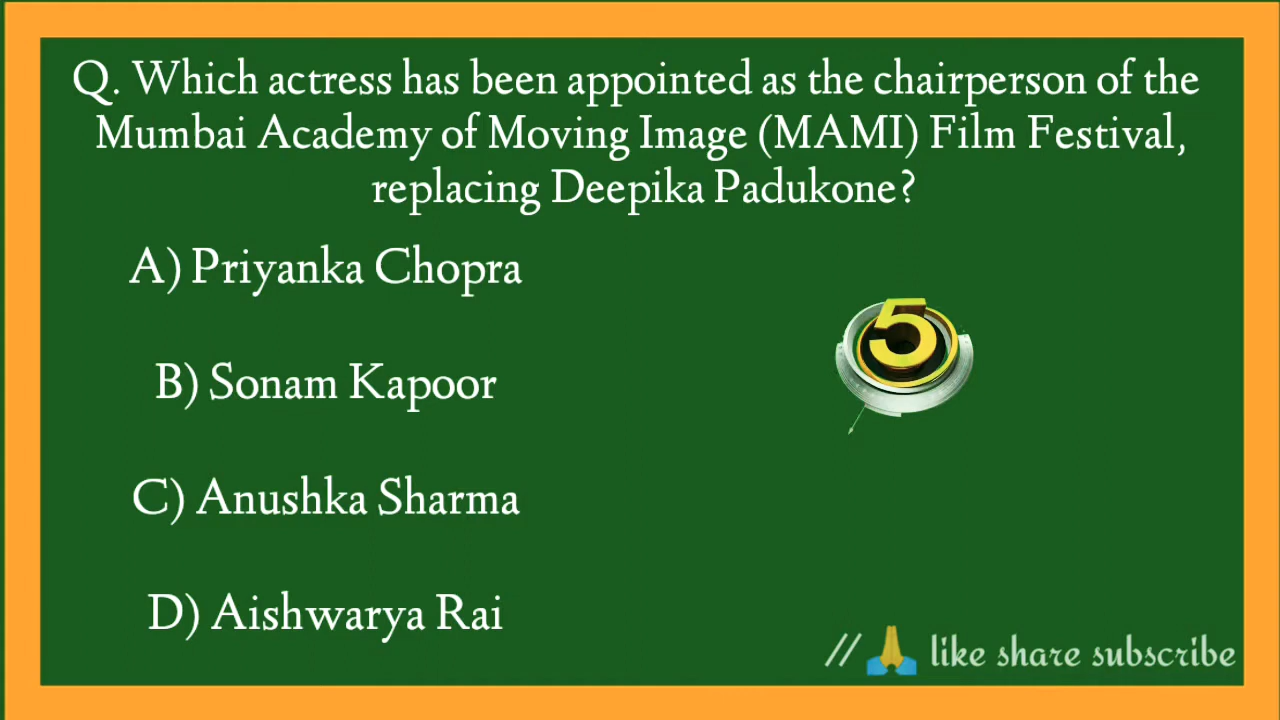 Q. Which actress has been appointed as the chairperson of the
Mumbai Academy of Moving Image (MAMI) Film Festival,
replacing Deepika Padukone?
A) Priyanka Chopra
5
B) Sonam Kapoor
C) Anushka Sharma
D) Aishwarya Rai
// 🙏 like share subscribe